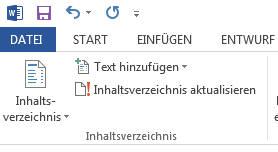 DATEI START EINFÜGEN ENTWURF
Inhalts-
verzeichnis
Text hinzufügen
Inhaltsverzeichnis aktualisieren
Inhaltsverzeichnis